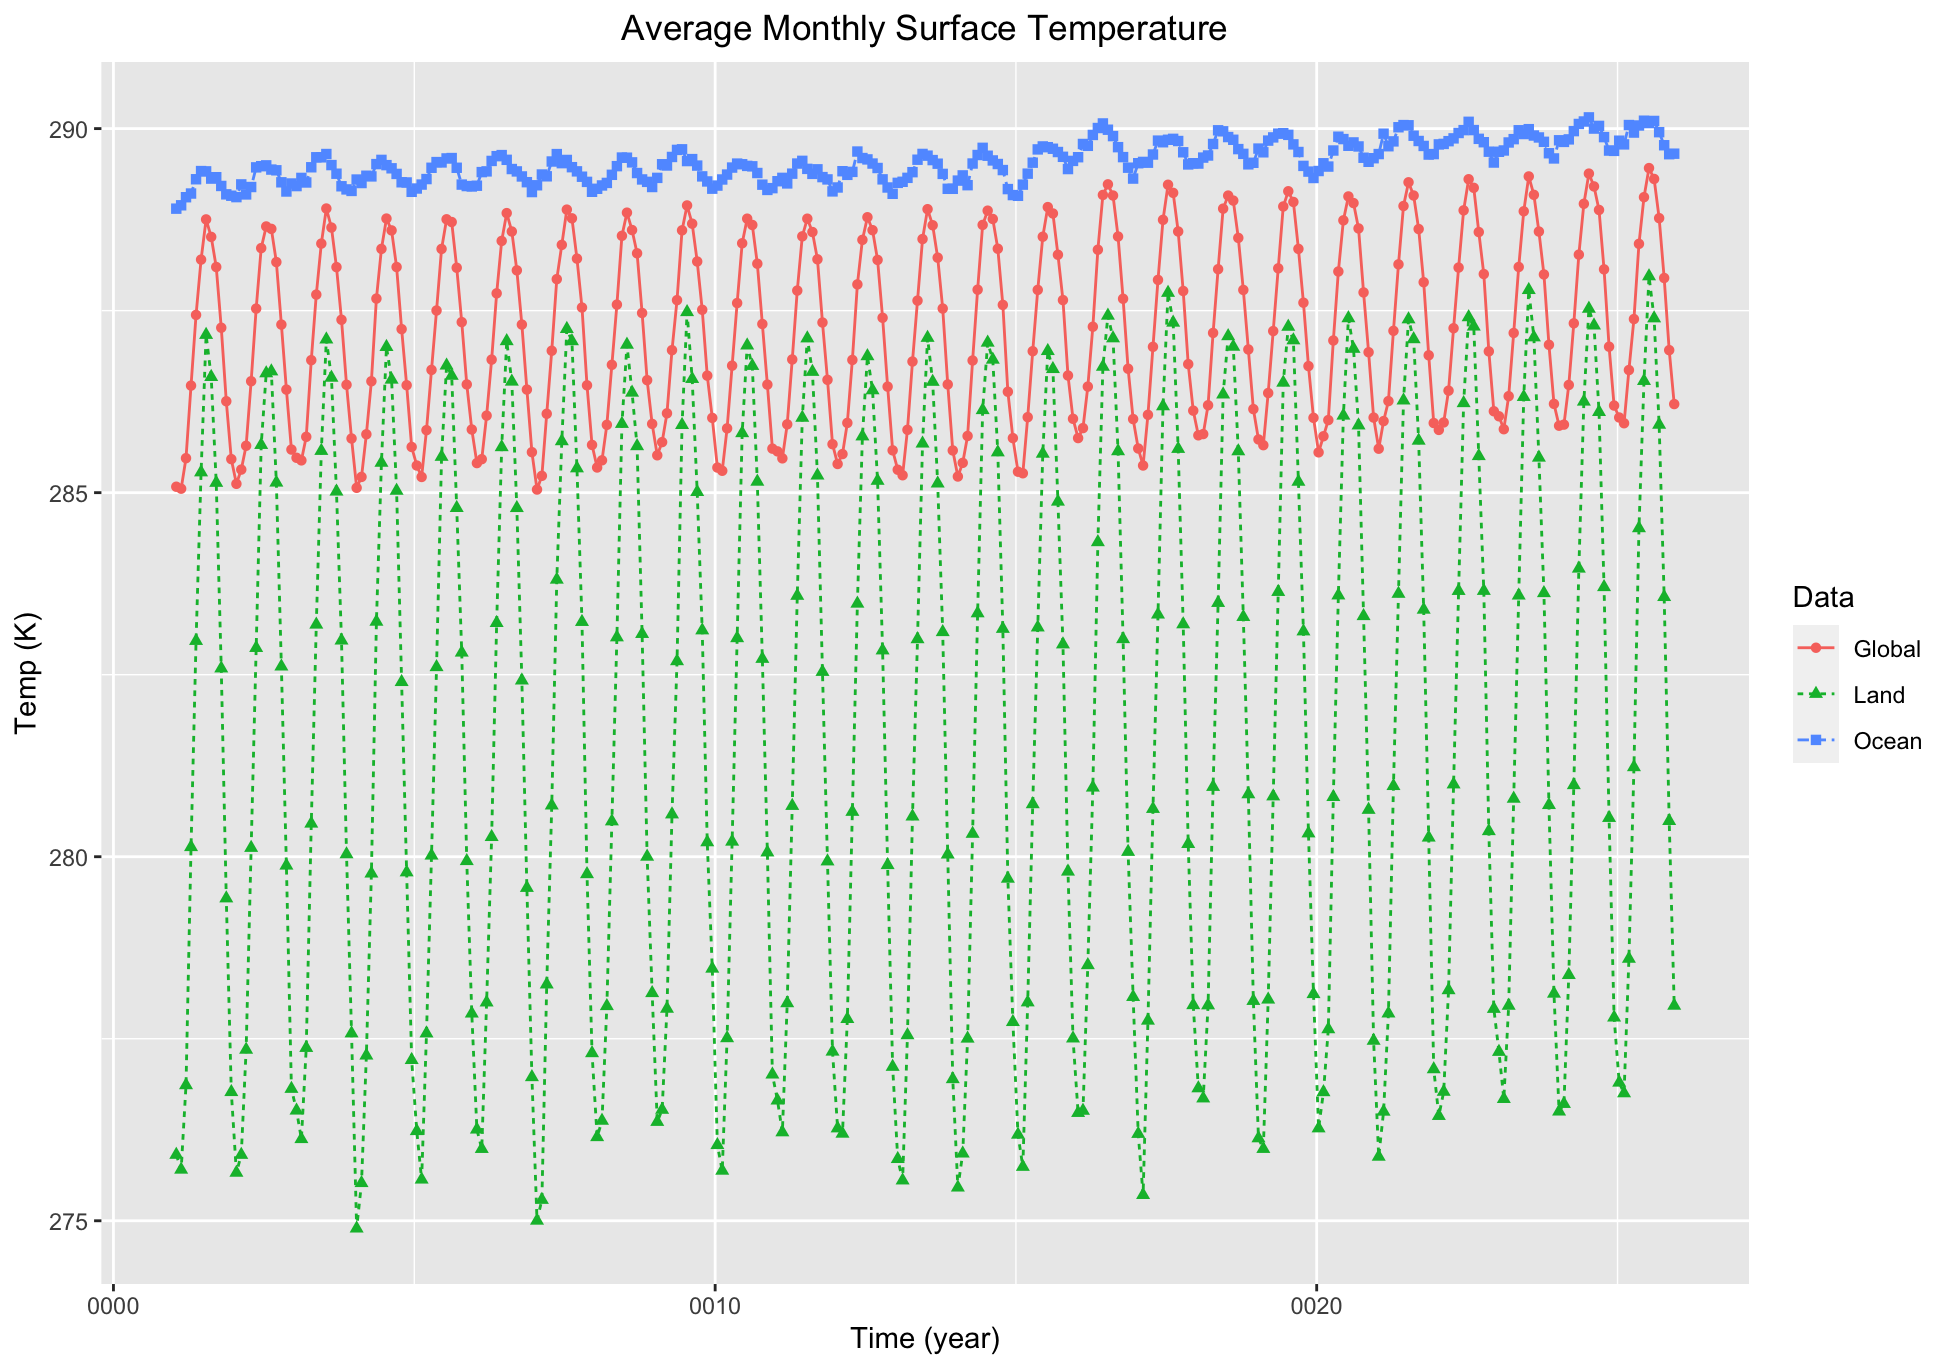 Average Monthly Surface Temperature
290
285
280
275
Temp (K)
0000
0010
0020
Time (year)
Data
Global
Land
Ocean